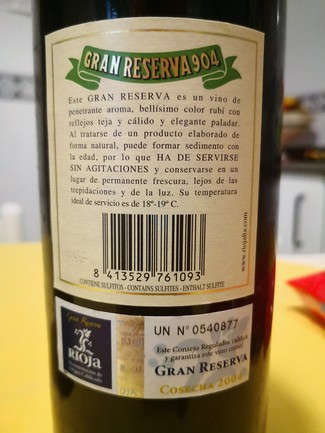 GRAN RESERVA 904
Este GRAN RESERVA es un vino de
penetrante aroma, bellísimo color rubí con
reflejos teja y cálido y elegante paladar.
Al tratarse de un producto elaborado de
forma natural, puede formar sedimento con
la edad, por lo que HA DE SERVIRSE
SIN AGITACIONES y conservarse en un
lugar de permanente frescura, lejos de las
trepidaciones y de la luz. Su temperatura
ideal de servicio es de 18º-19º C.
www.riojalta.com
8 413529 761093
CONTIENE SULFITOS - CONTAINS SULFITES - ENTHALT SULFITE
Gran Reserva
RIOJA
UN Nº 0540877
Este Consejo Regulador califica
y garantiza este vino como
GRAN RESERVA
COSECHA 200